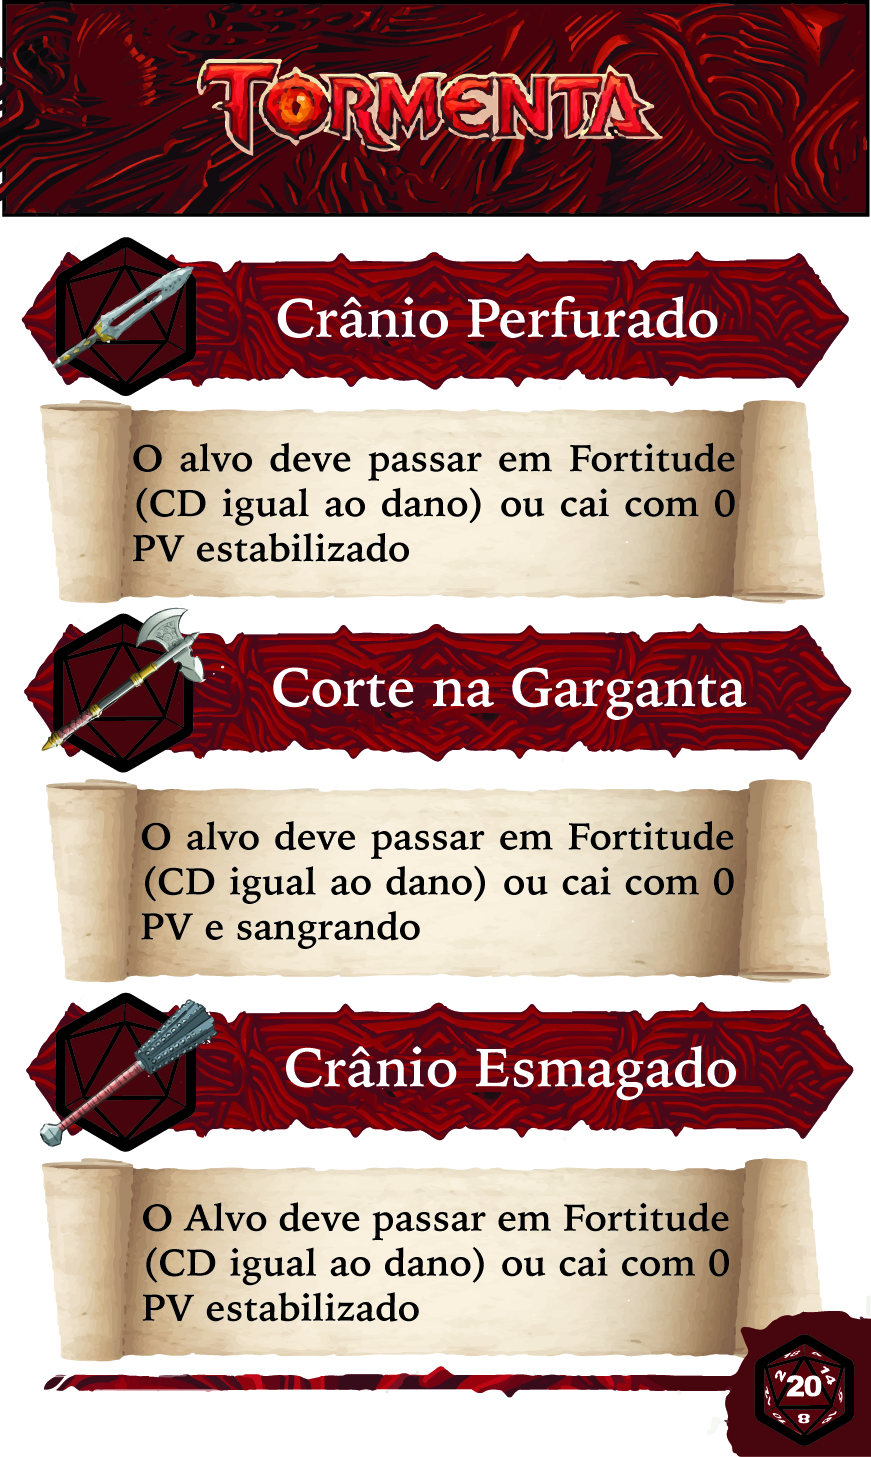 TORMENTA
Crânio Perfurado
O alvo deve passar em Fortitude
(CD igual ao dano) ou cai com 0
PV estabilizado
Corte na Garganta
O alvo deve passar em Fortitude
(CD igual ao dano) ou cai com 0
PV e sangrando
Crânio Esmagado
O Alvo deve passar em Fortitude
(CD igual ao dano) ou cai com 0
PV estabilizado
2
14
20
8